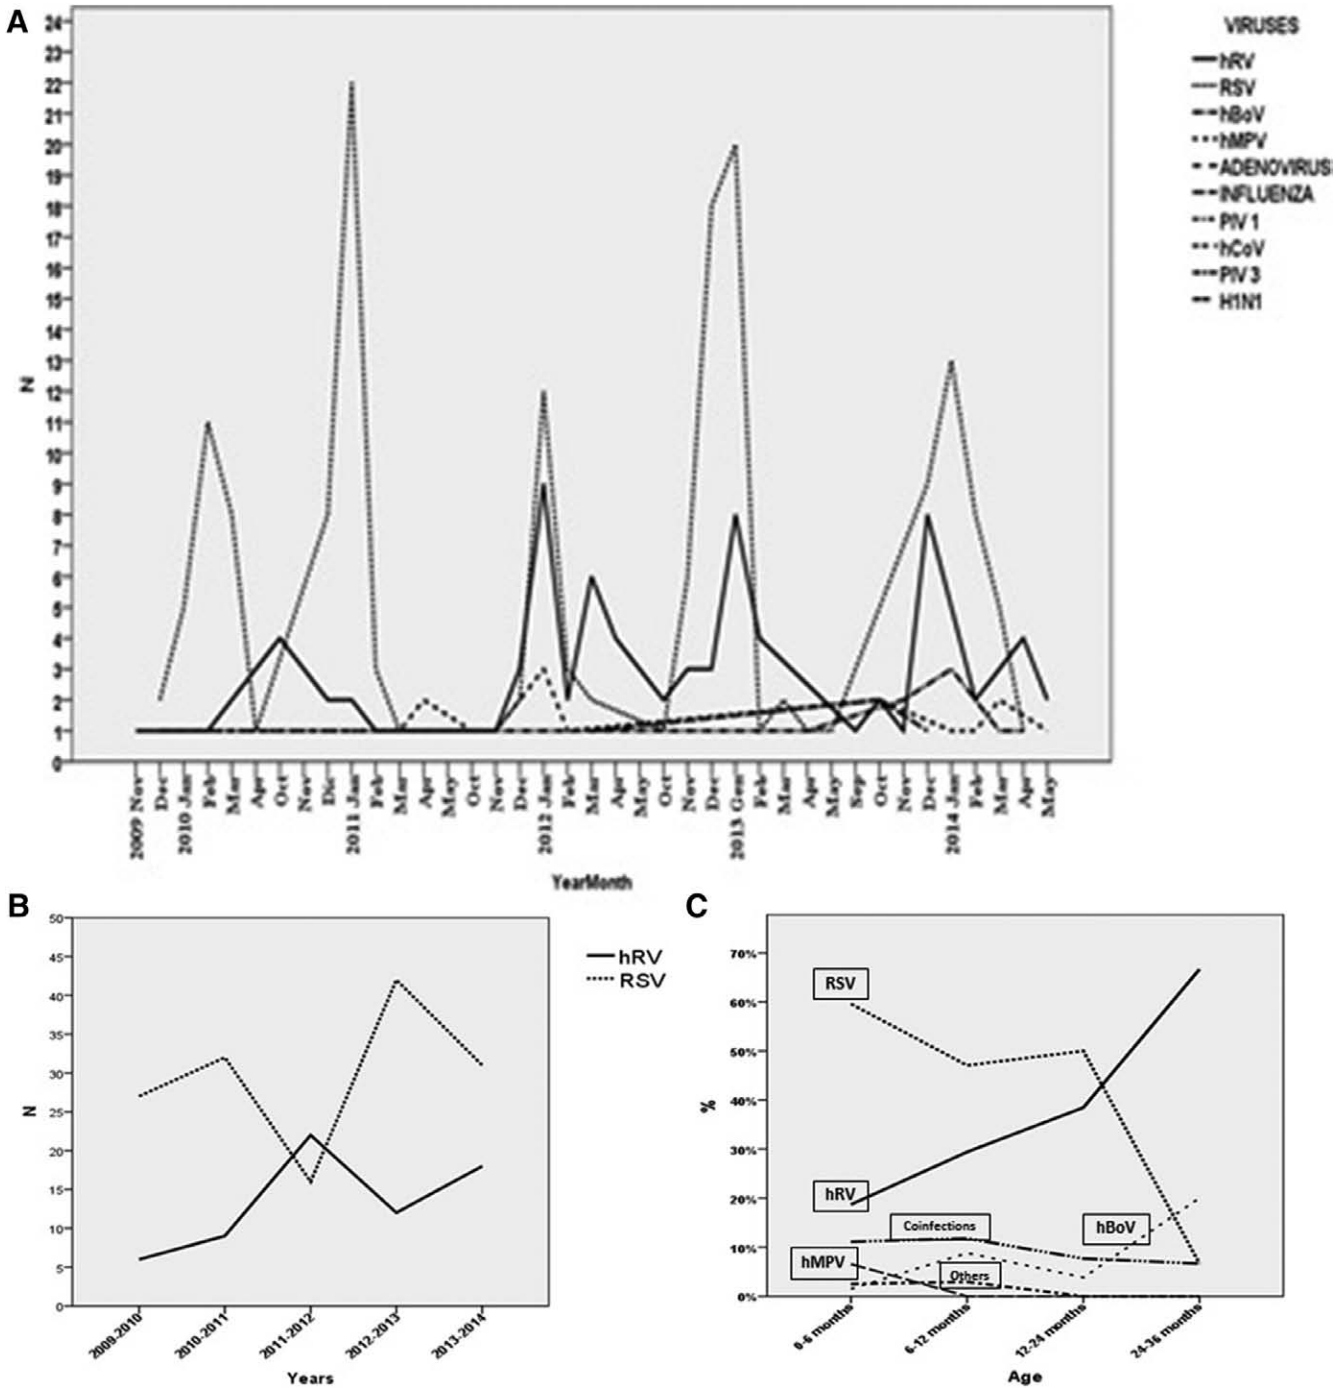 A
24
23
22
21
20
19
18
17
16
15
14
13
12
11
10
9
8
7
6
5
4
3
2
1
0
N
2009 Nov
Dec
2010 Jan
Feb
Mar
Apr
Oct
Nov
Dic
2011 Jan
Feb
Mar
Apr
May
Oct
Nov
Dec
2012 Jan
Feb
Mar
Apr
May
Oct
Nov
Dec
2013 Gen
Feb
Mar
Apr
May
Sep
Oct
Nov
Dec
2014 Jan
Feb
Mar
Apr
May
YearMonth
VIRUSES
hRV
RSV
hBoV
hMPV
ADENOVIRUS
INFLUENZA
PIV 1
hCoV
PIV 3
H1N1
B
50
45
40
35
30
25
20
15
10
5
0
N
2009-2010
2010-2011
2011-2012
2012-2013
2013-2014
Years
hRV
RSV
C
70%
60%
50%
40%
30%
20%
10%
0%
%
RSV
hRV
Coinfections
hBoV
hMPV
Others
0-6 months
6-12 months
12-24 months
24-36 months
Age